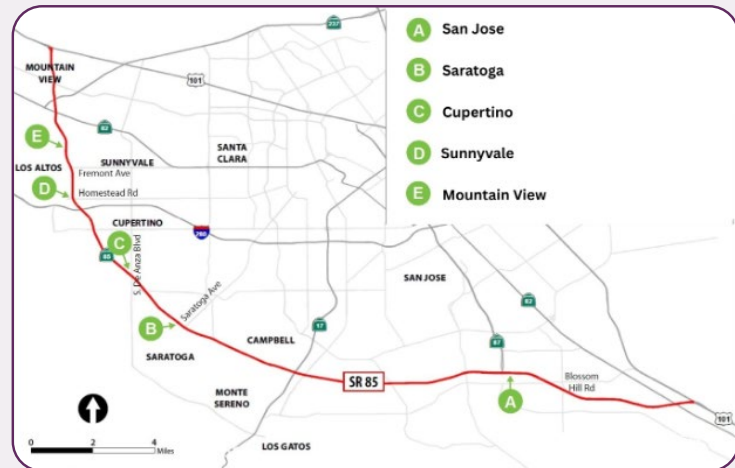 237
MOUNTAIN
VIEW
101
E
82
LOS ALTOS
SUNNYVALE
SANTA
CLARA
Fremont Ave
D
Homestead Rd
CUPERTINO
280
C
85
S. De Anza Blvd
SAN JOSE
Saratoga Ave
B
SARATOGA
CAMPBELL
17
82
87
SR 85
Blossom
Hill Rd
MONTE
SERENO
A
101
LOS GATOS
0 2 4
Miles
A San Jose
B Saratoga
C Cupertino
D Sunnyvale
E Mountain View